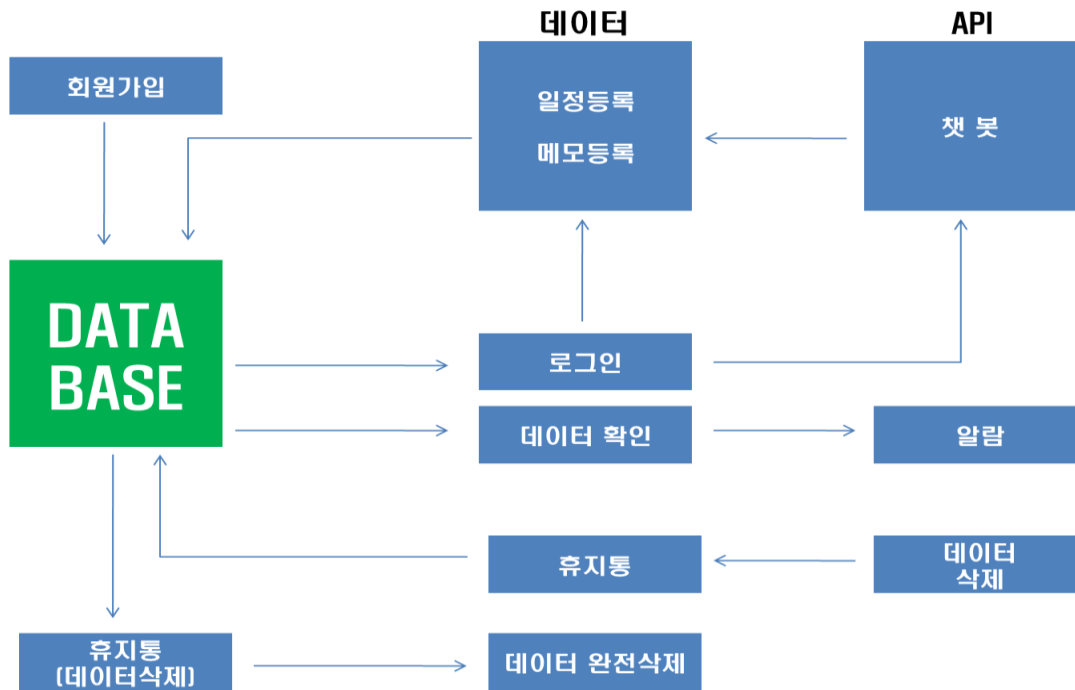 데이터
API
회원가입
일정등록
메모등록
챗 봇
DATA
BASE
로그인
데이터 확인
알람
휴지통
데이터
삭제
휴지통
(데이터삭제)
데이터 완전삭제